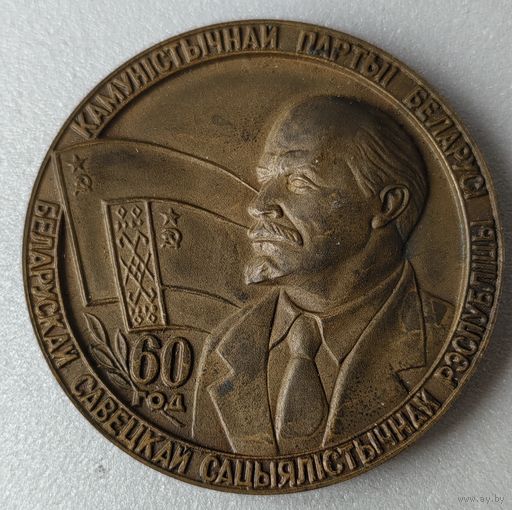 КАМУНІСТЫЧНАЙ ПАРТЫІ БЕЛАРУСІ
БЕЛАРУСКАЙ САВЕЦКАЙ САЦЫЯЛІСТЫЧНАЙ РЭСПУБЛІЦЫ
60
ГОД
www.ay.by